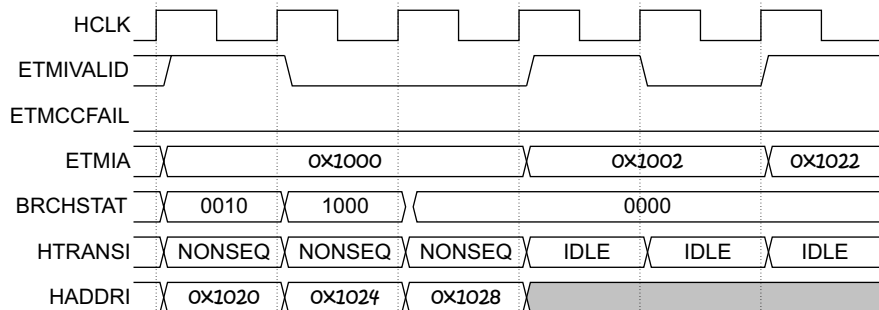 HCLK
ETMIVALID
ETMCCFAIL
ETMIA 0x1000 0x1002 0x1022
BRCHSTAT 0010 1000 0000
HTRANSI NONSEQ NONSEQ NONSEQ IDLE IDLE IDLE
HADDRI 0x1020 0x1024 0x1028